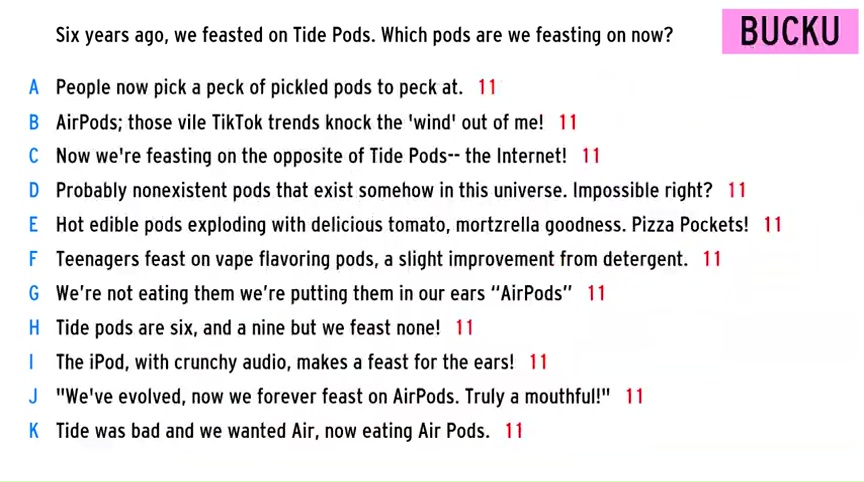 Six years ago, we feasted on Tide Pods. Which pods are we feasting on now?
BUCKU
A People now pick a peck of pickled pods to peck at. 11
B AirPods; those vile TikTok trends knock the 'wind' out of me! 11
C Now we're feasting on the opposite of Tide Pods-- the Internet! 11
D Probably nonexistent pods that exist somehow in this universe. Impossible right? 11
E Hot edible pods exploding with delicious tomato, mortzrella goodness. Pizza Pockets! 11
F Teenagers feast on vape flavoring pods, a slight improvement from detergent. 11
G We’re not eating them we’re putting them in our ears “AirPods” 11
H Tide pods are six, and a nine but we feast none! 11
I The iPod, with crunchy audio, makes a feast for the ears! 11
J "We've evolved, now we forever feast on AirPods. Truly a mouthful!" 11
K Tide was bad and we wanted Air, now eating Air Pods. 11